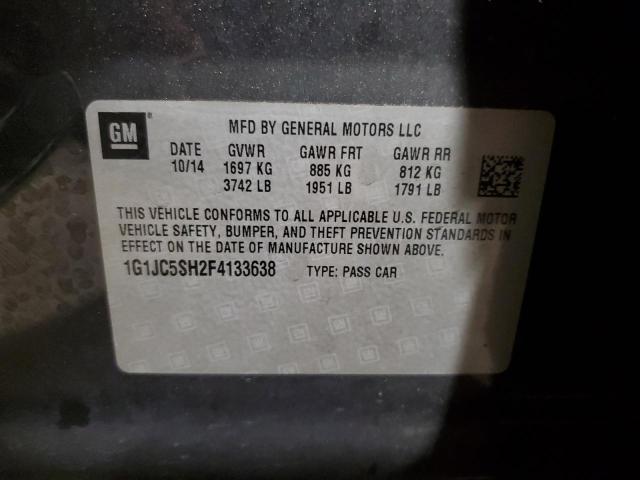 GM
MFD BY GENERAL MOTORS LLC
DATE GVWR GAWR FRT GAWR RR
10/14 1697 KG 885 KG 812 KG
3742 LB 1951 LB 1791 LB
THIS VEHICLE CONFORMS TO ALL APPLICABLE U.S. FEDERAL MOTOR
VEHICLE SAFETY, BUMPER, AND THEFT PREVENTION STANDARDS IN
EFFECT ON THE DATE OF MANUFACTURE SHOWN ABOVE.
1G1JC5SH2F4133638 TYPE: PASS CAR